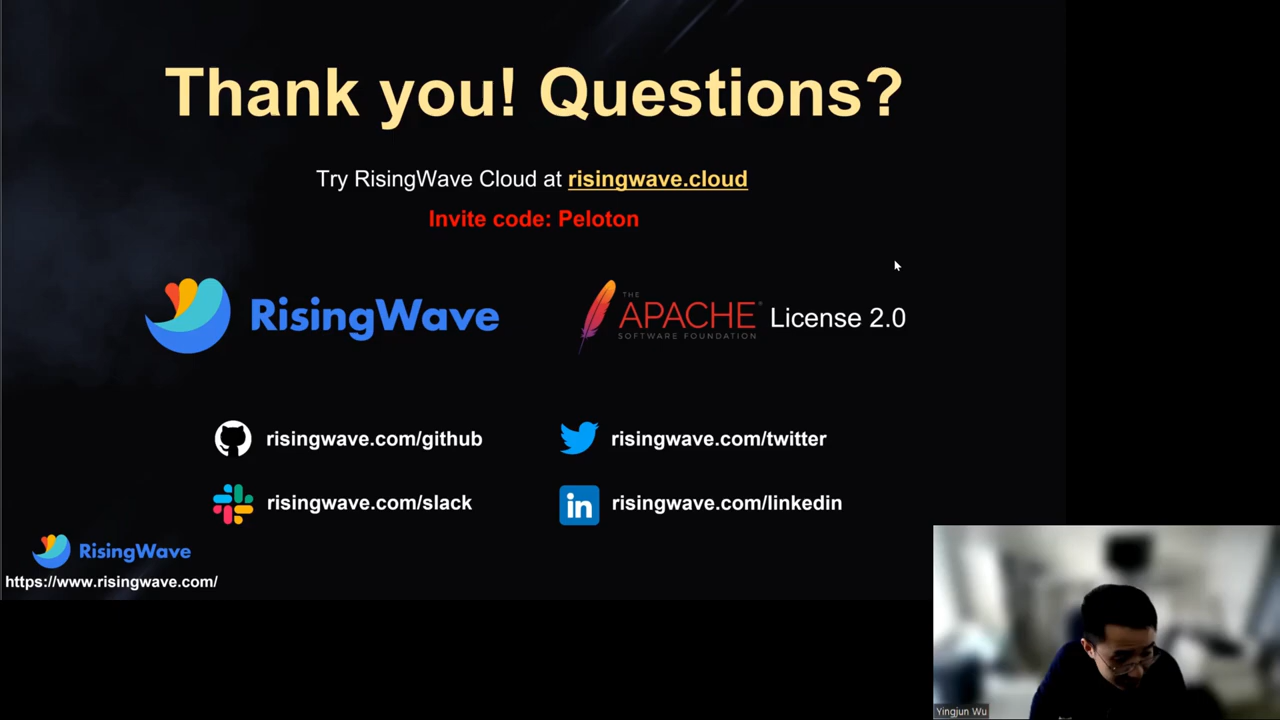 Thank you! Questions?
Try RisingWave Cloud at risingwave.cloud
Invite code: Peloton
RisingWave
THE
APACHE® License 2.0
SOFTWARE FOUNDATION
risingwave.com/github
risingwave.com/twitter
risingwave.com/slack
in risingwave.com/linkedin
RisingWave
https://www.risingwave.com/
Yingjun Wu